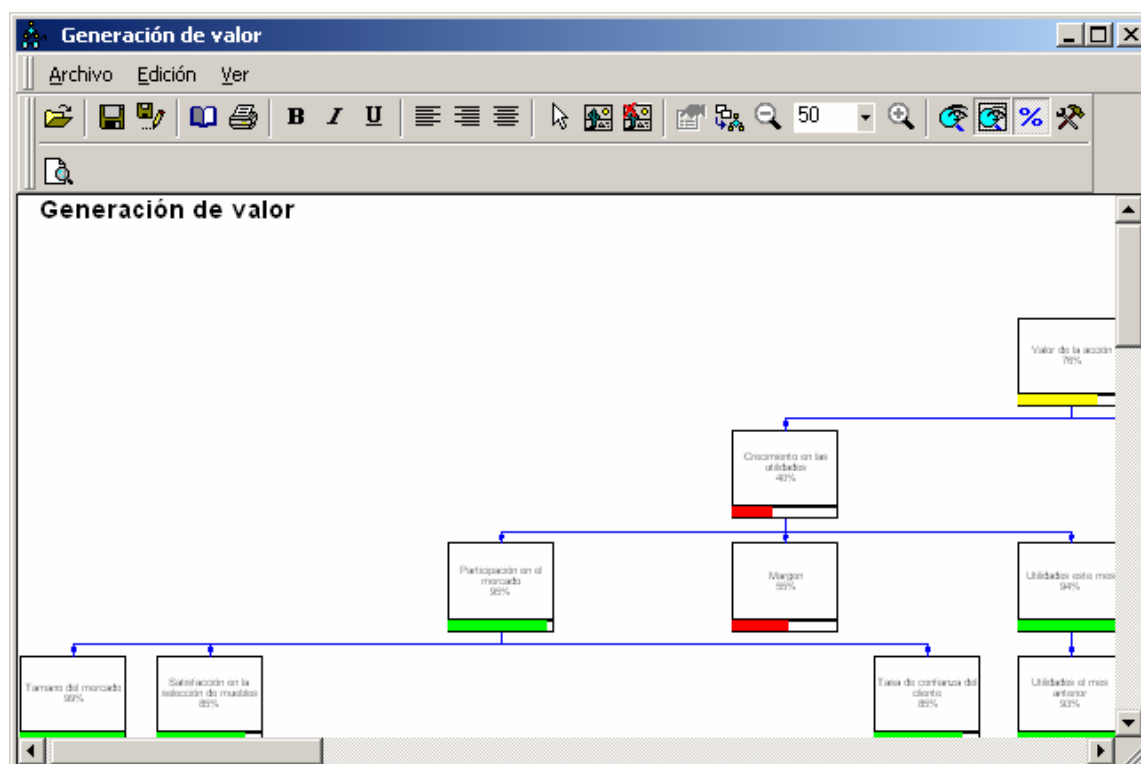 Generación de valor
Archivo Edición Ver
B I U 50 %
Generación de valor
Valor de la acción
76%
Crecimiento en las
utilidades
40%
Participación en el
mercado
95%
Margen
55%
Utilidades este mes
94%
Tamano del mercado
99%
Satisfacción en la
selección de muebles
85%
Tasa de confianza del
cliente
85%
Utilidades el mes
anterior
93%